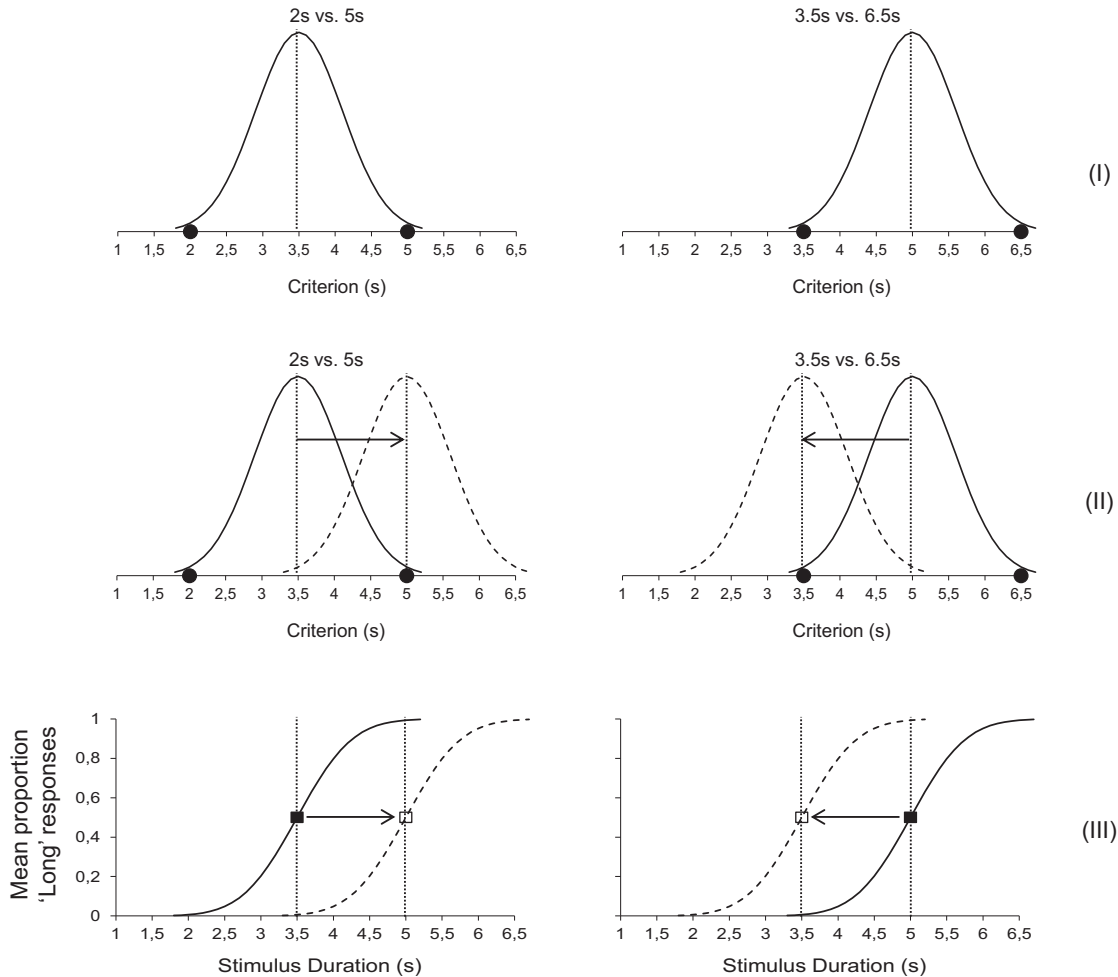 2s vs. 5s
3.5s vs. 6.5s
(I)
1 1,5 2 2,5 3 3,5 4 4,5 5 5,5 6 6,5
1 1,5 2 2,5 3 3,5 4 4,5 5 5,5 6 6,5
Criterion (s)
Criterion (s)
2s vs. 5s
3.5s vs. 6.5s
(II)
1 1,5 2 2,5 3 3,5 4 4,5 5 5,5 6 6,5
1 1,5 2 2,5 3 3,5 4 4,5 5 5,5 6 6,5
Criterion (s)
Criterion (s)
Mean proportion
‘Long’ responses
1
0,8
0,6
0,4
0,2
0
(III)
1 1,5 2 2,5 3 3,5 4 4,5 5 5,5 6 6,5
1 1,5 2 2,5 3 3,5 4 4,5 5 5,5 6 6,5
Stimulus Duration (s)
Stimulus Duration (s)